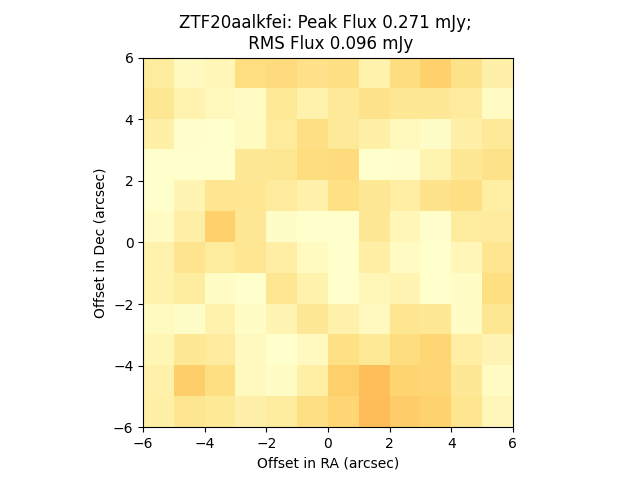 ZTF20aalkfei: Peak Flux 0.271 mJy;
RMS Flux 0.096 mJy
6
4
2
0
−2
−4
−6
Offset in Dec (arcsec)
−6 −4 −2 0 2 4 6
Offset in RA (arcsec)